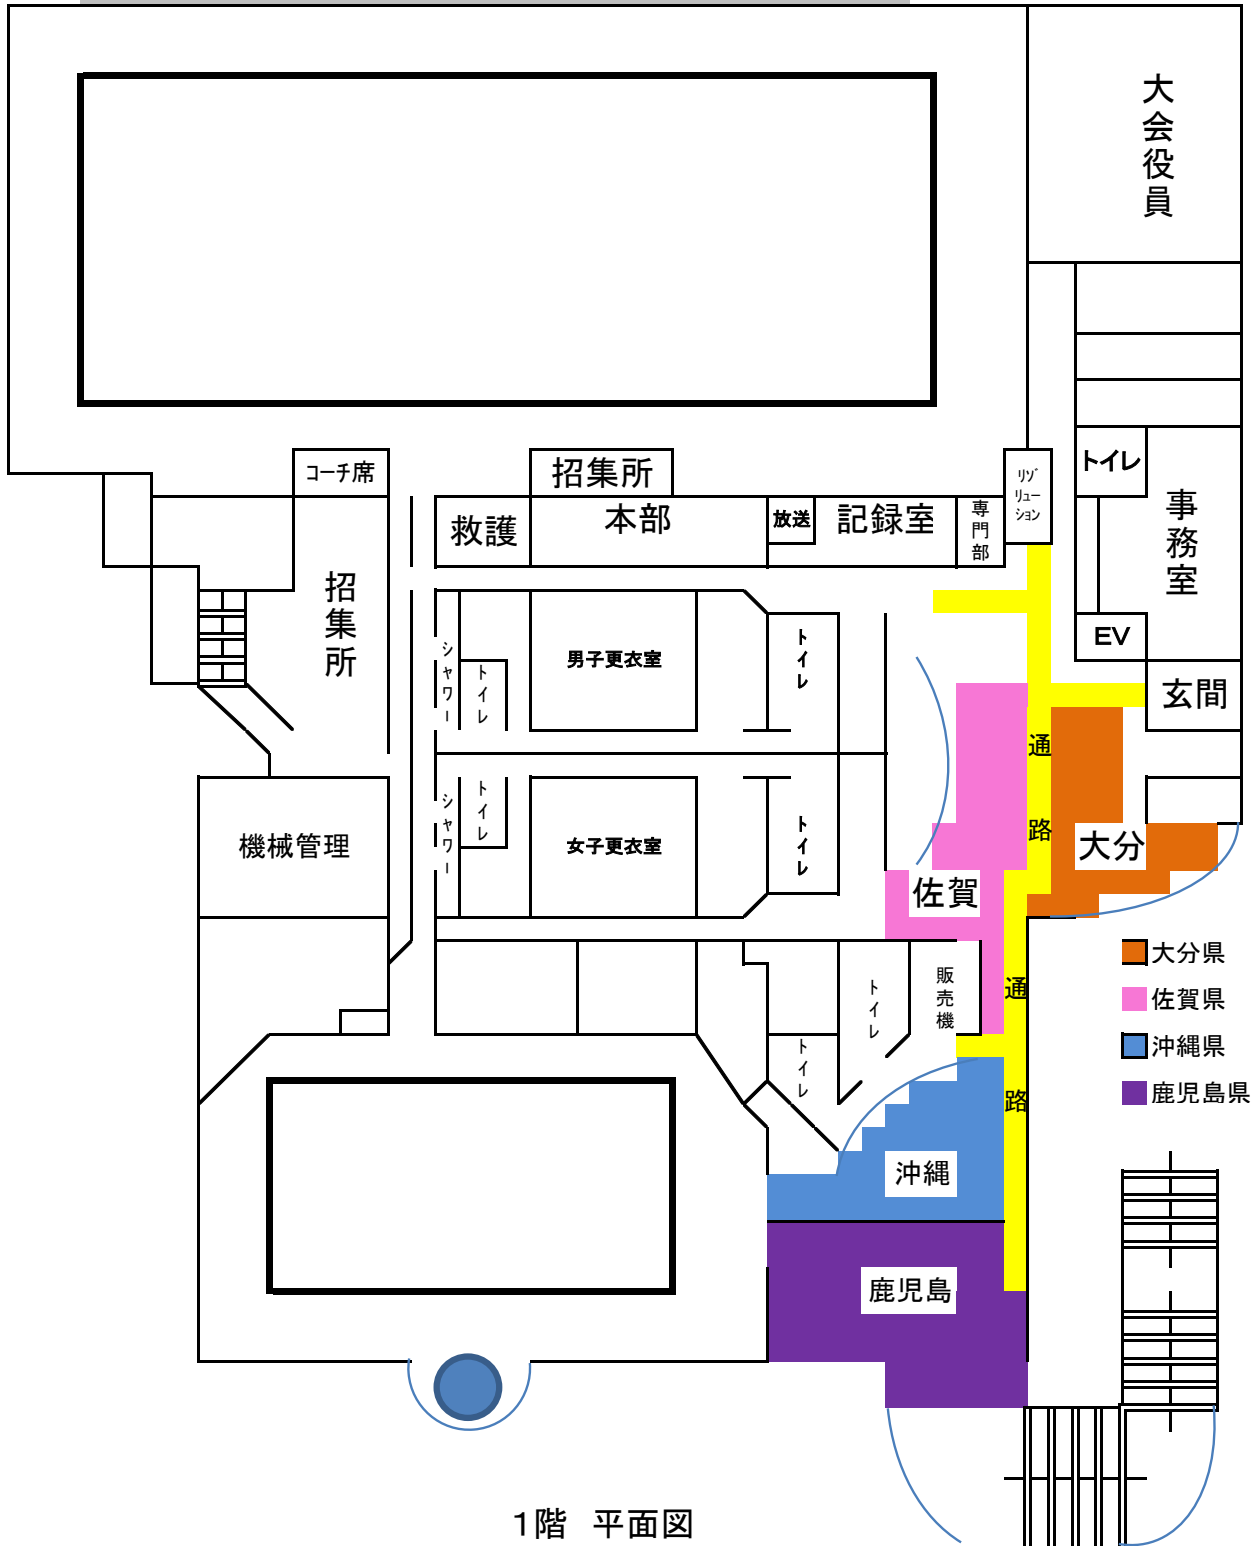 大会役員
コーチ席
招集所
トイレ
リゾリューション
救護
本部
放送
記録室
専門部
事務室
招集所
EV
シャワー
トイレ
男子更衣室
トイレ
玄関
通路
シャワー
トイレ
女子更衣室
トイレ
機械管理
大分
佐賀
大分県
佐賀県
沖縄県
鹿児島県
販売機
トイレ
トイレ
通路
沖縄
鹿児島
1階 平面図